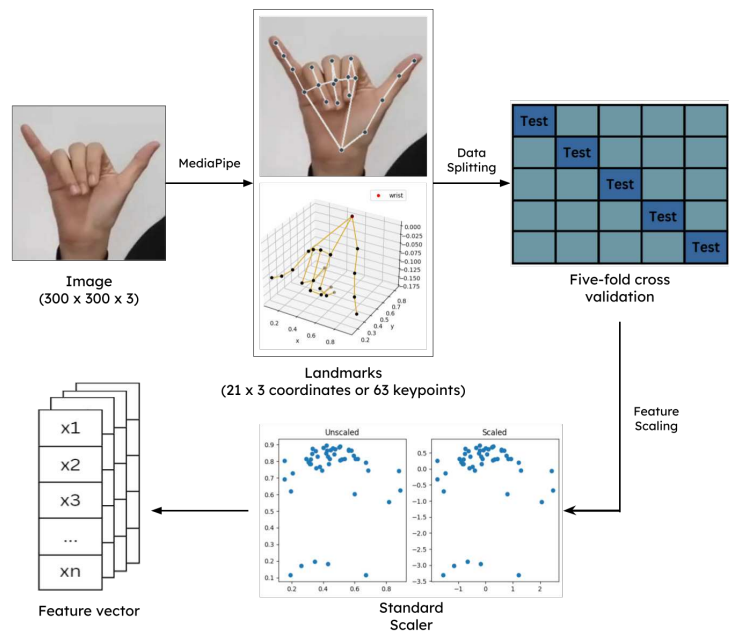 Image
(300 x 300 x 3)
MediaPipe
wrist
0.000
-0.025
-0.050
-0.075
-0.100
-0.125
-0.150
-0.175
0.8
0.7
0.6
0.5
0.4
0.3
0.2
y
0.2
0.4
0.6
0.8
x
Landmarks
(21 x 3 coordinates or 63 keypoints)
Data
Splitting
Test
Test
Test
Test
Test
Five-fold cross
validation
Feature
Scaling
Unscaled
0.9
0.8
0.7
0.6
0.5
0.4
0.3
0.2
0.1
0.2
0.4
0.6
0.8
Scaled
0.5
0.0
-0.5
-1.0
-1.5
-2.0
-2.5
-3.0
-3.5
-1
0
1
2
Standard
Scaler
x1
x2
x3
...
xn
Feature vector